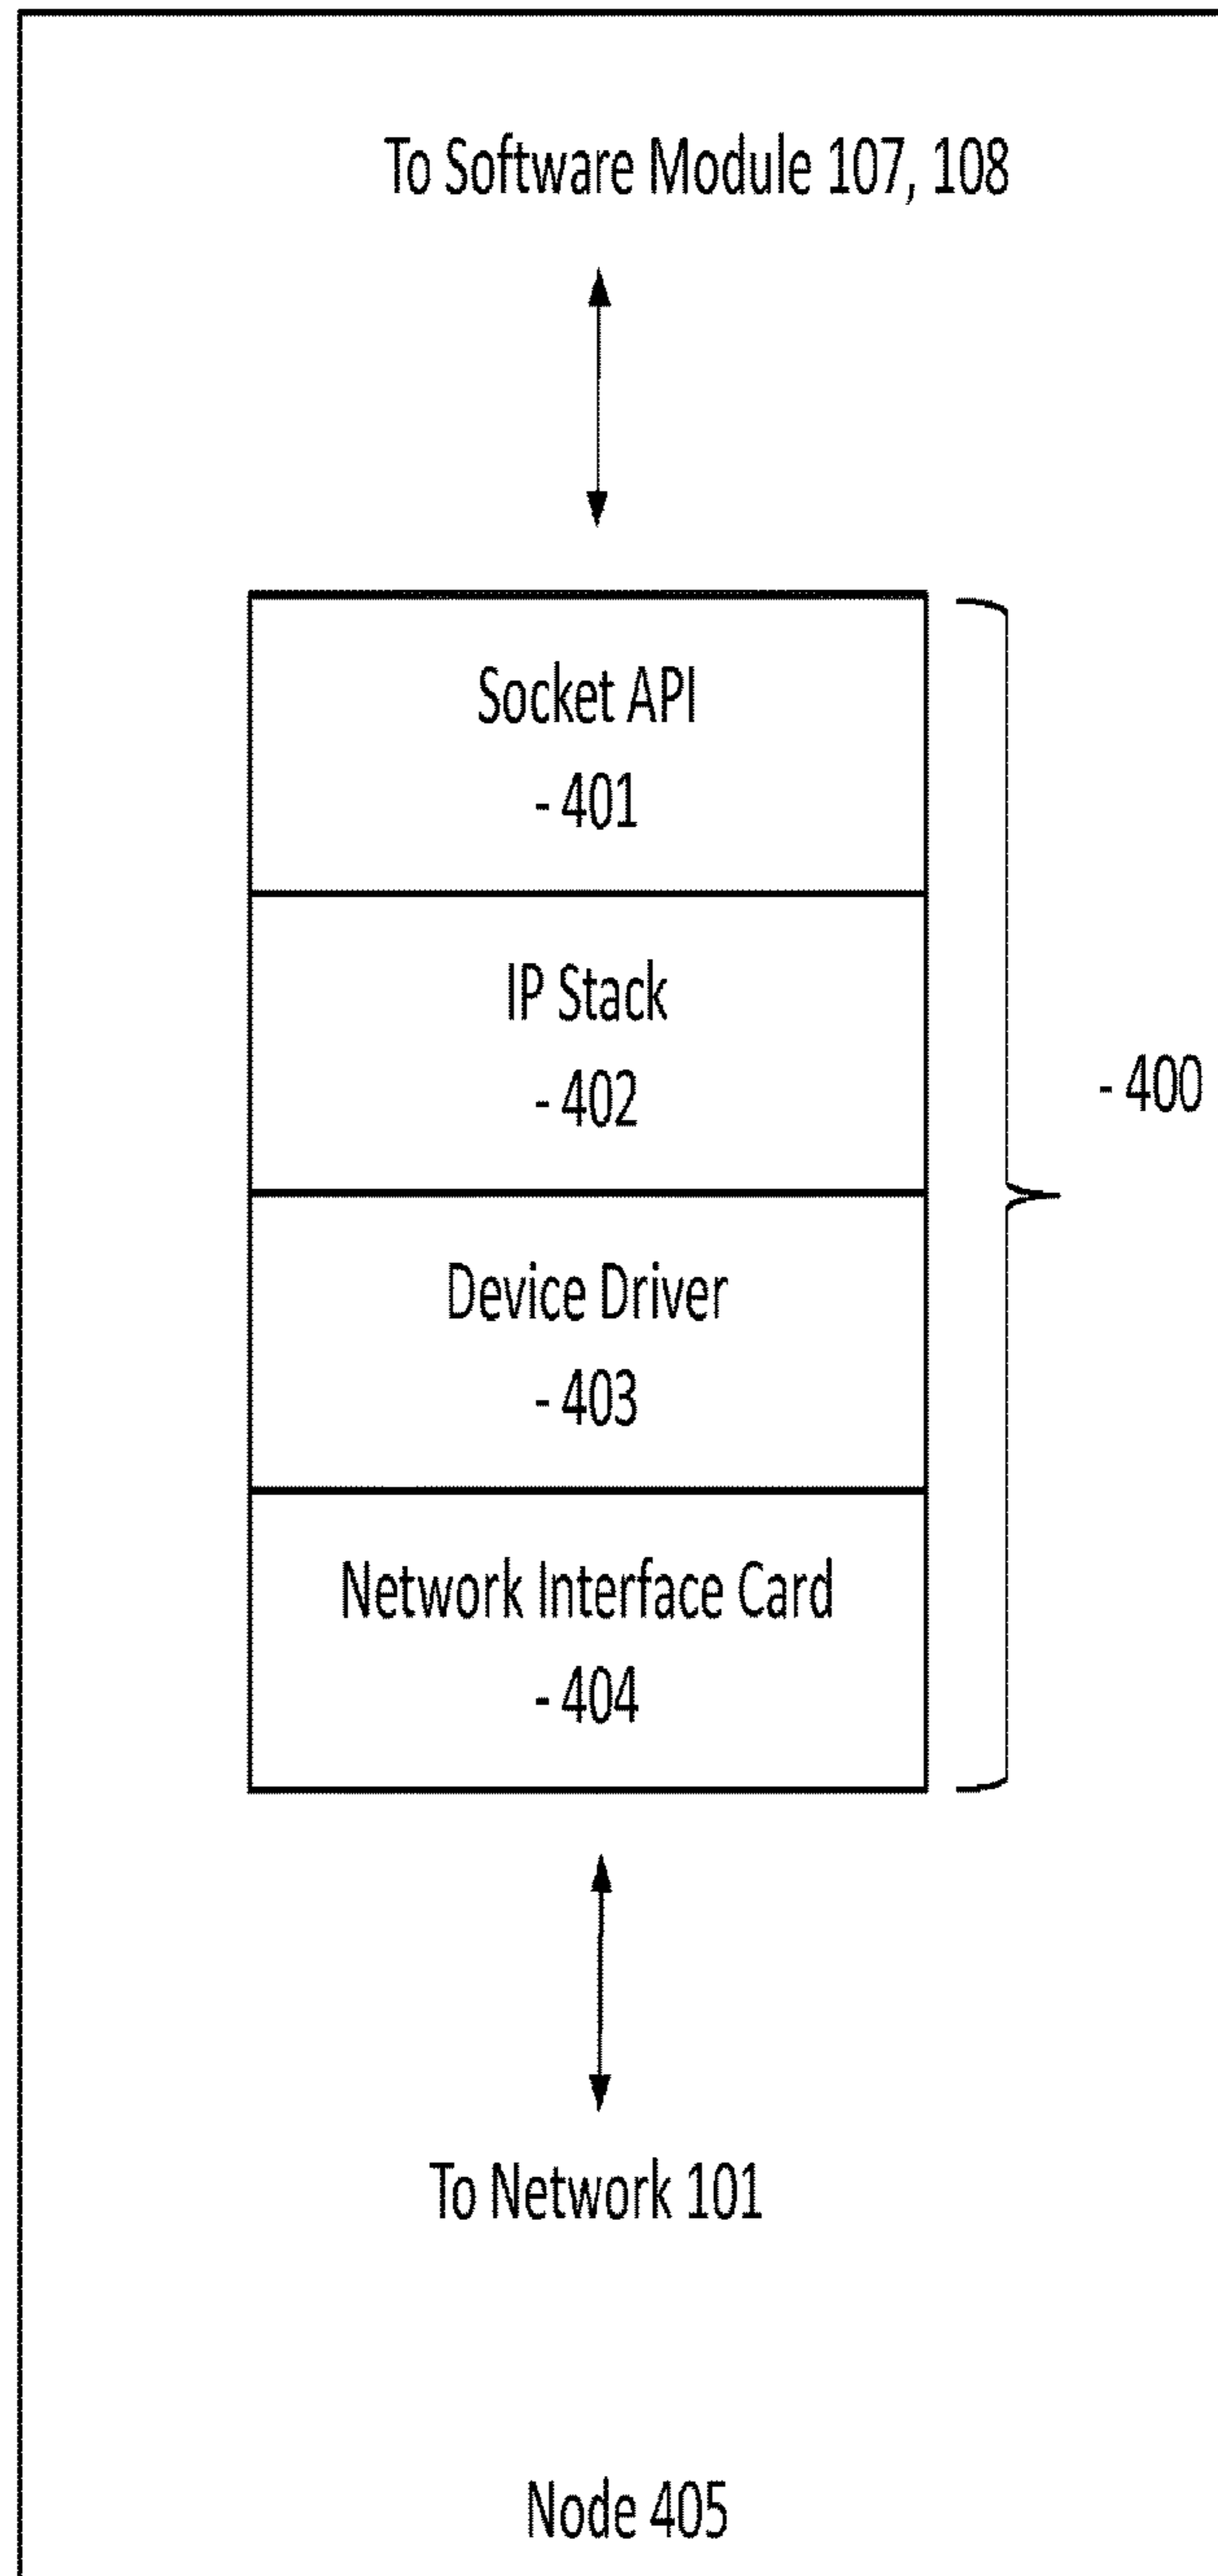 To Software Module 107, 108
Socket API
- 401
IP Stack
- 402
- 400
Device Driver
- 403
Network Interface Card
- 404
To Network 101
Node 405